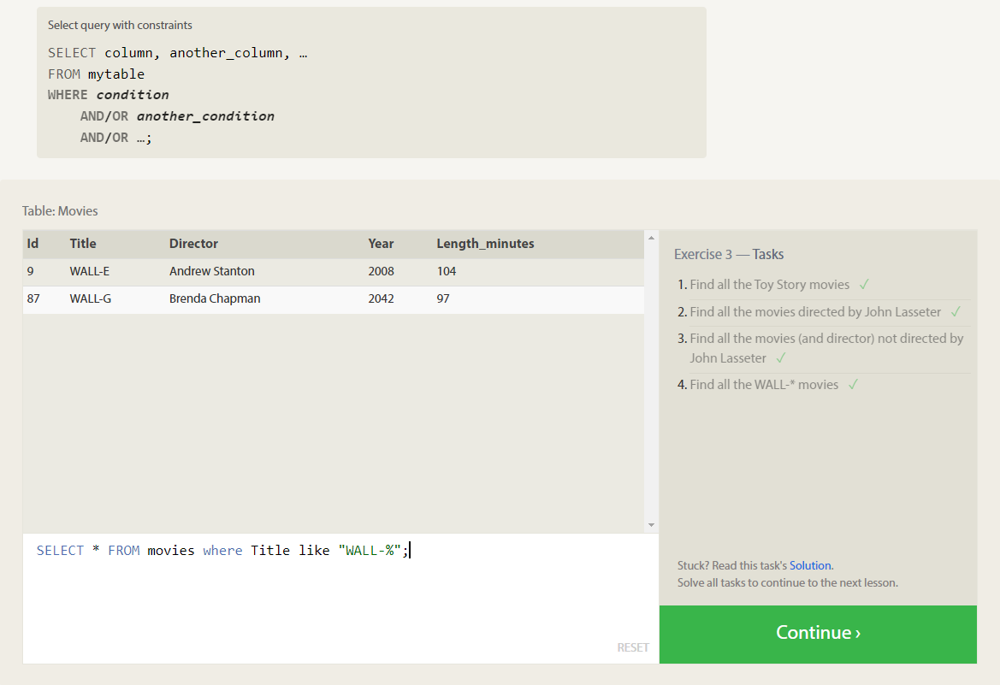 Select query with constraints
SELECT column, another_column, …
FROM mytable
WHERE condition
AND/OR another_condition
AND/OR …;
Table: Movies
Id Title Director Year Length_minutes
9 WALL-E Andrew Stanton 2008 104
87 WALL-G Brenda Chapman 2042 97
SELECT * FROM movies where Title like "WALL-%";
RESET
Exercise 3 — Tasks
1. Find all the Toy Story movies ✓
2. Find all the movies directed by John Lasseter ✓
3. Find all the movies (and director) not directed by
John Lasseter ✓
4. Find all the WALL-* movies ✓
Stuck? Read this task's Solution.
Solve all tasks to continue to the next lesson.
Continue ›